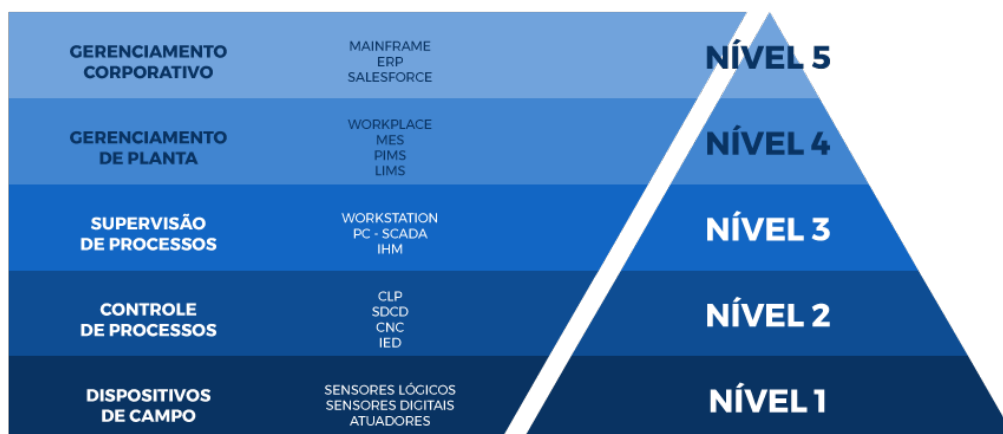 GERENCIAMENTO
CORPORATIVO
MAINFRAME
ERP
SALESFORCE
NÍVEL 5
GERENCIAMENTO
DE PLANTA
WORKPLACE
MES
PIMS
LIMS
NÍVEL 4
SUPERVISÃO
DE PROCESSOS
WORKSTATION
PC - SCADA
IHM
NÍVEL 3
CONTROLE
DE PROCESSOS
CLP
SDCD
CNC
IED
NÍVEL 2
DISPOSITIVOS
DE CAMPO
SENSORES LÓGICOS
SENSORES DIGITAIS
ATUADORES
NÍVEL 1